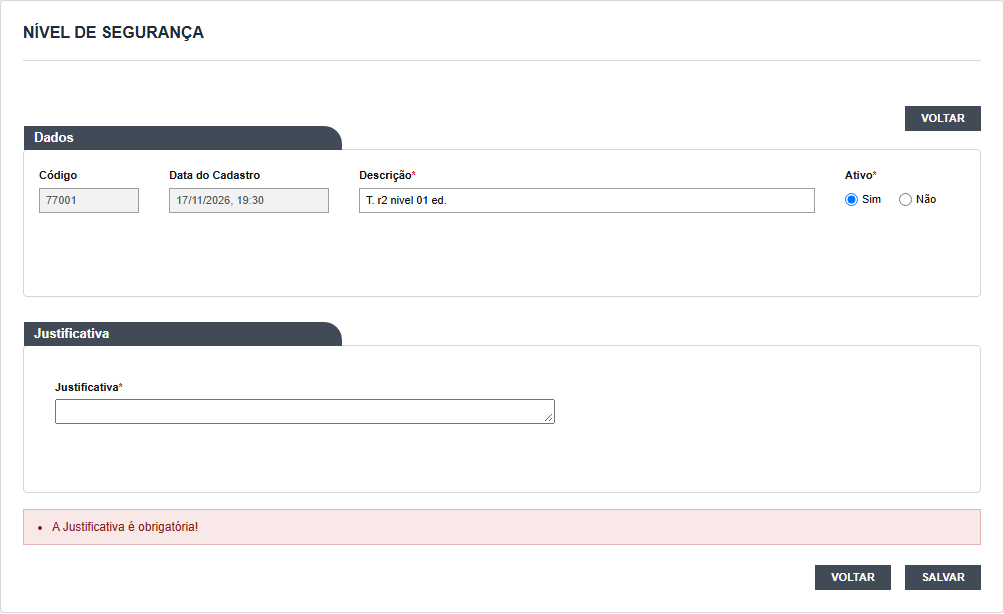 NÍVEL DE SEGURANÇA
VOLTAR
Dados
Código Data do Cadastro Descrição* Ativo*
77001 17/11/2026, 19:30 T. r2 nivel 01 ed. Sim Não
Justificativa
Justificativa*
• A Justificativa é obrigatória!
VOLTAR SALVAR